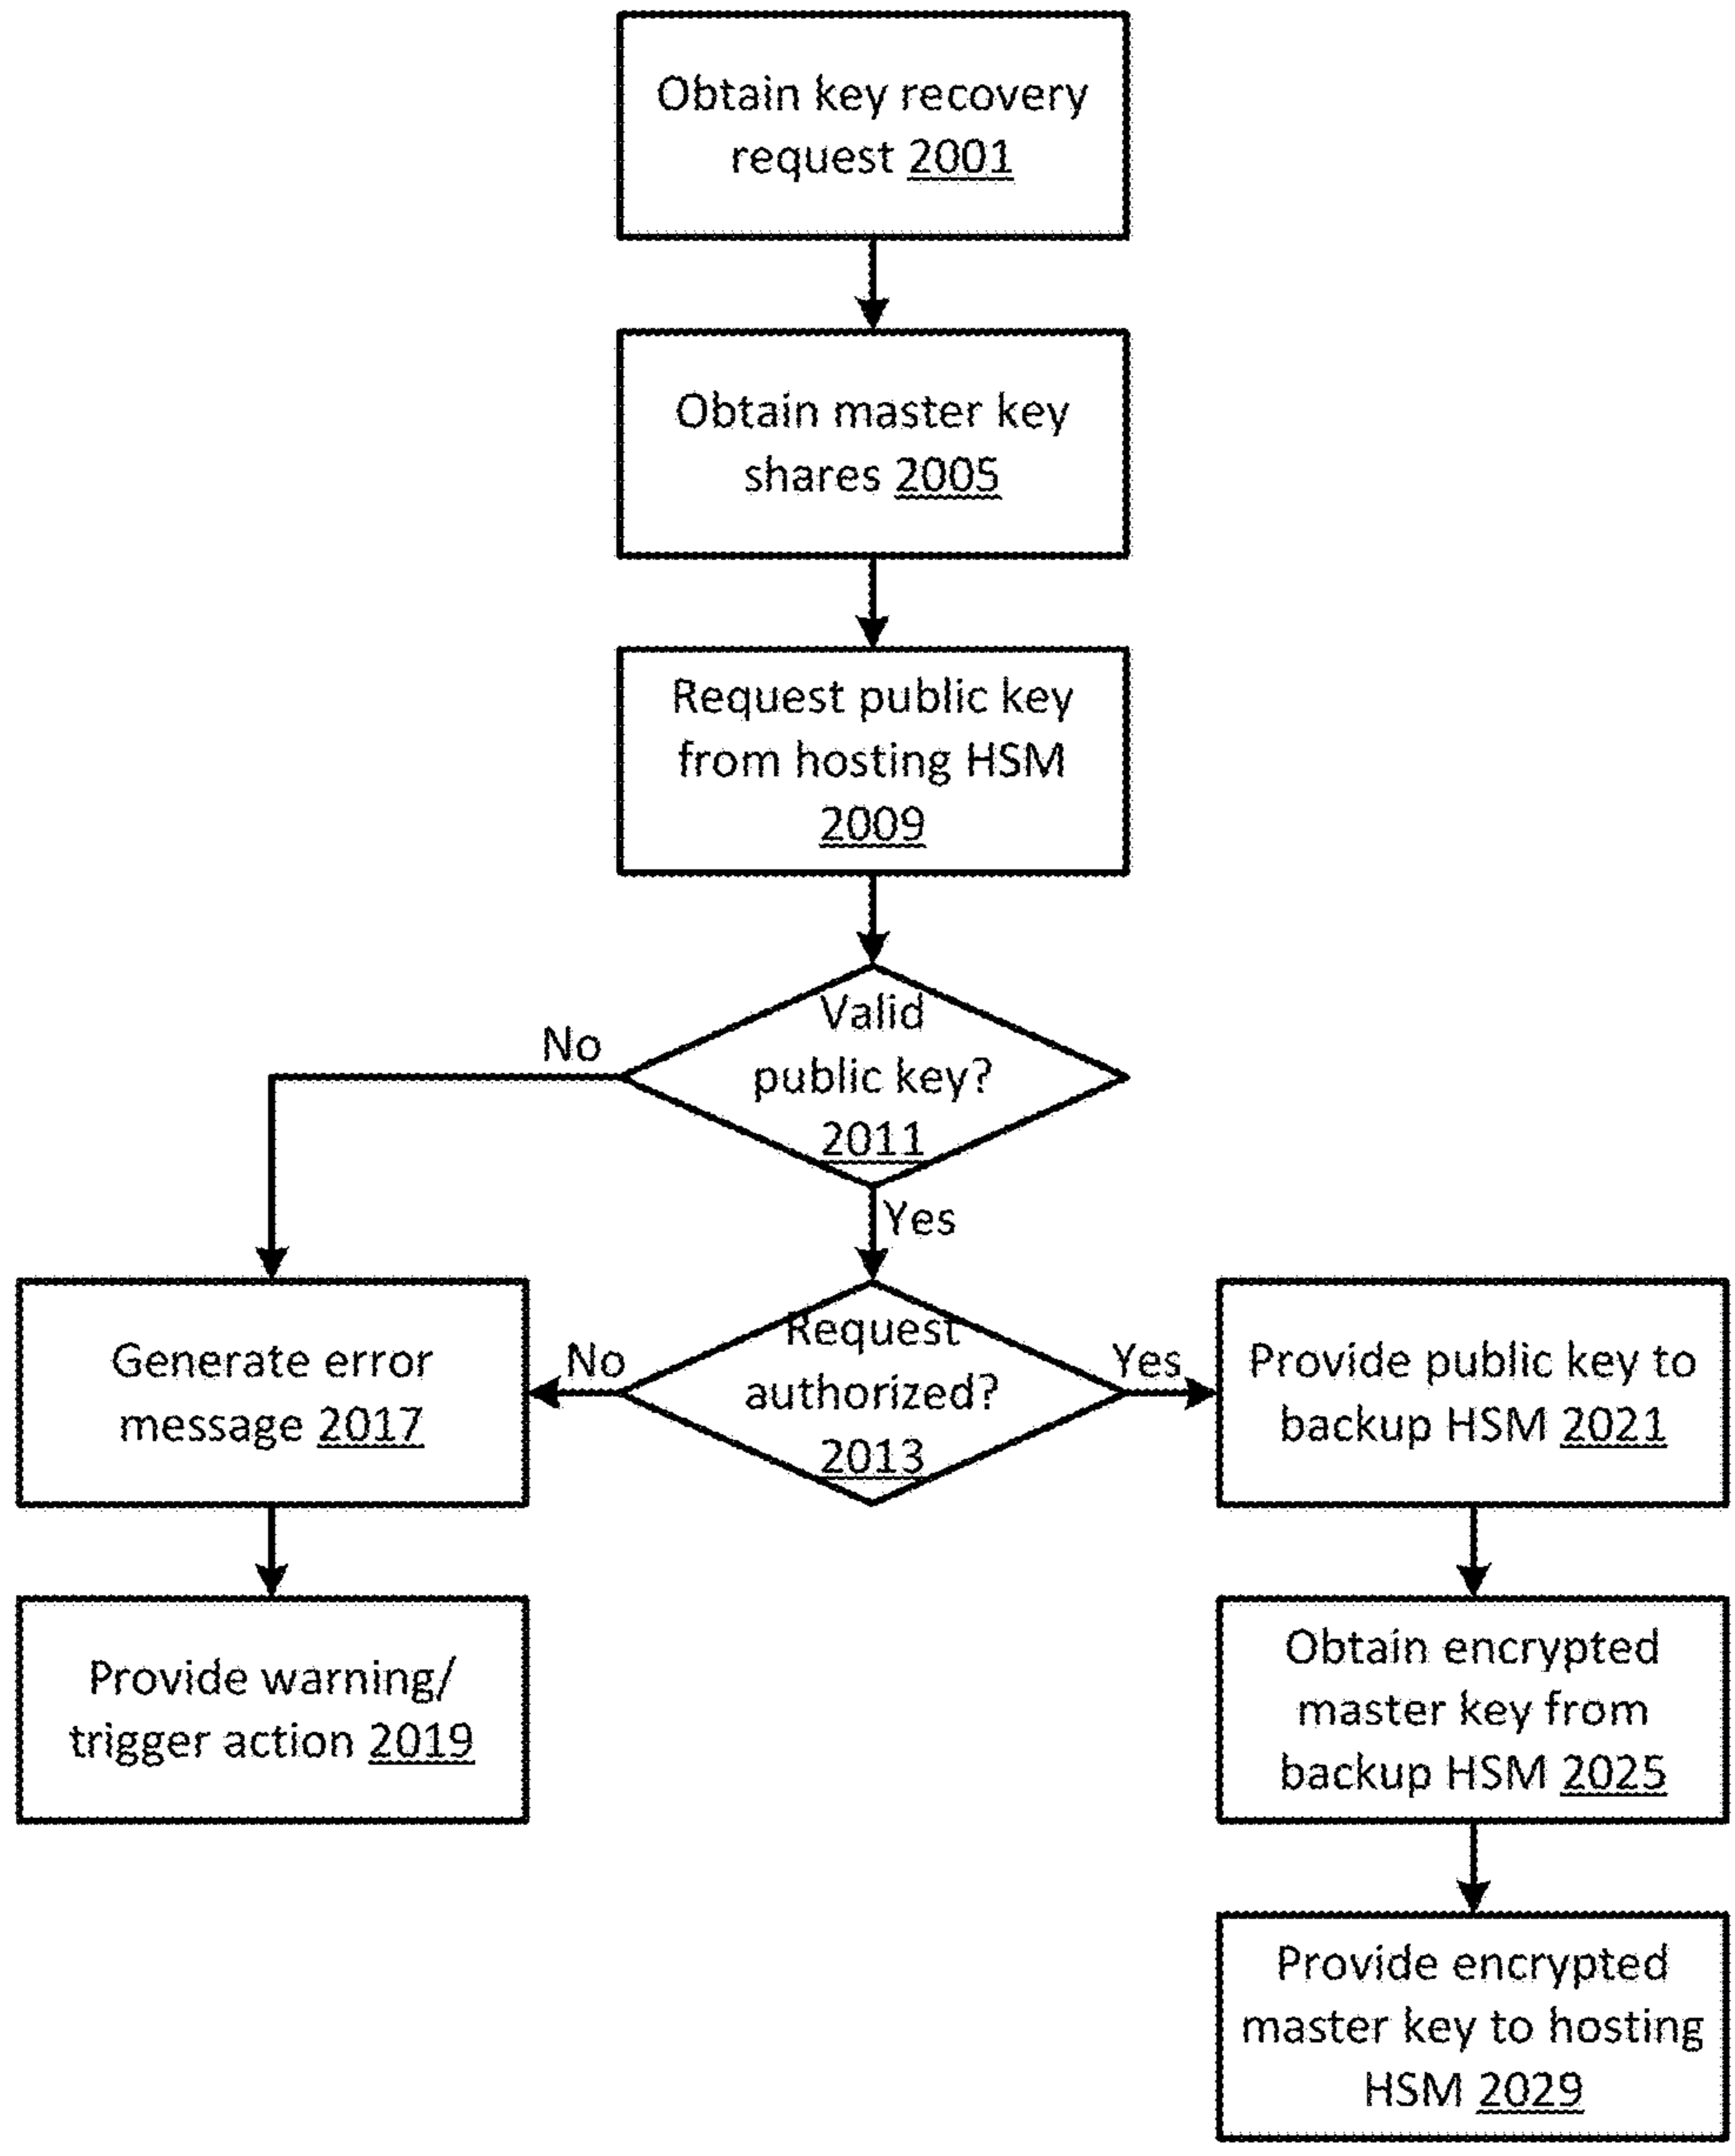 Obtain key recovery
request 2001
Obtain master key
shares 2005
Request public key
from hosting HSM
2009
Valid
public key?
2011
No
Yes
Generate error
message 2017
No
Request
authorized?
2013
Yes
Provide public key to
backup HSM 2021
Provide warning/
trigger action 2019
Obtain encrypted
master key from
backup HSM 2025
Provide encrypted
master key to hosting
HSM 2029